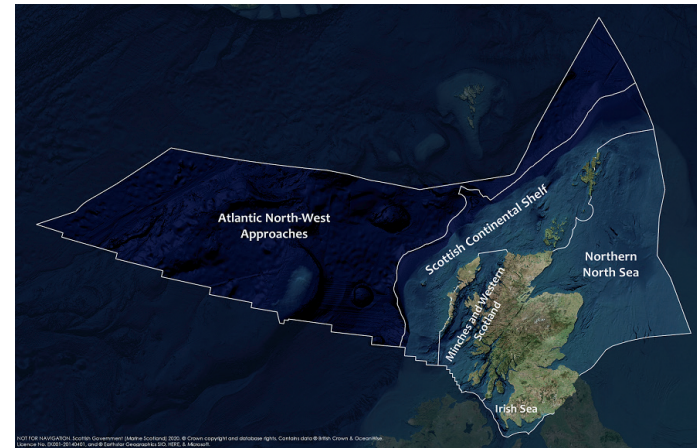 Atlantic North-West
Approaches
Scottish Continental Shelf
Northern
North Sea
Minches and Western
Scotland
Irish Sea
NOT FOR NAVIGATION. Scottish Government (Marine Scotland) 2020. © Crown copyright and database rights. Contains data © British Crown & OceanWise.
Licence No. EK001-20140401, and © Earthstar Geographics SIO, HERE, & Microsoft.